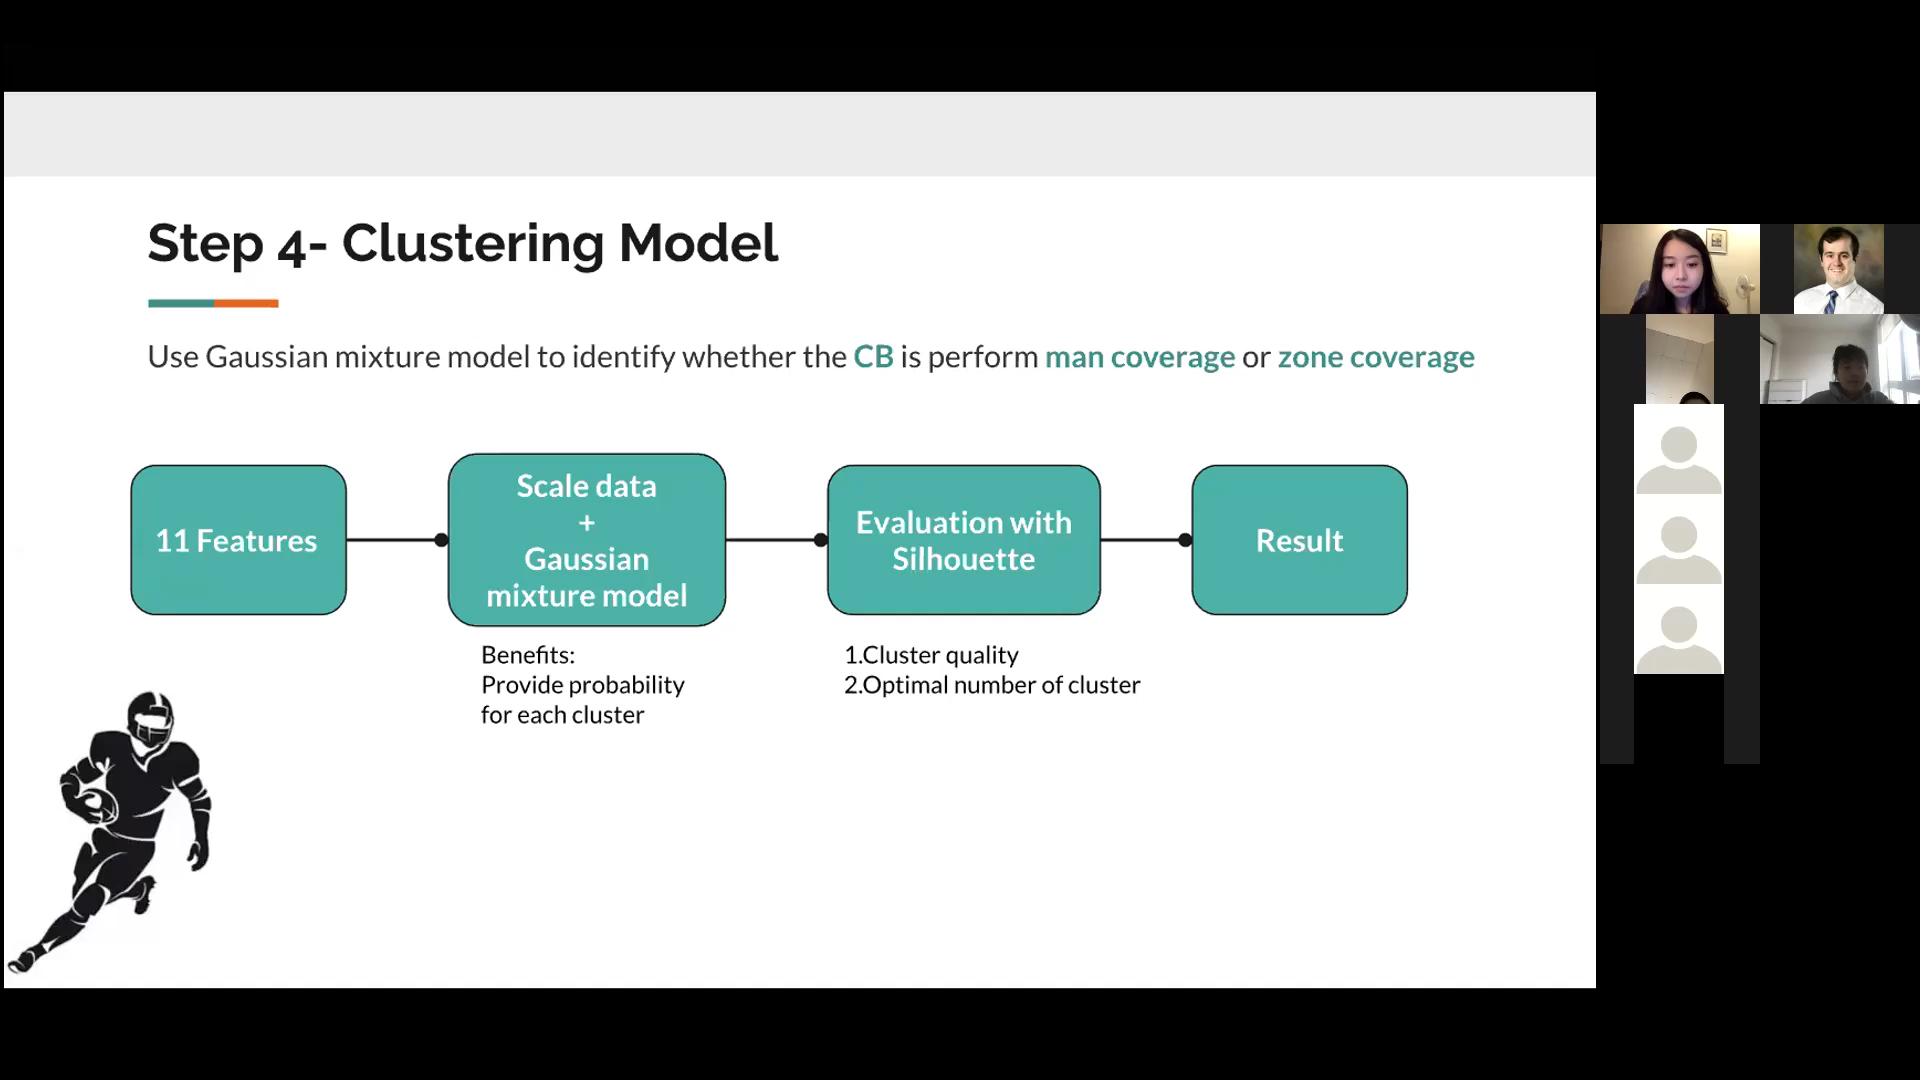 Step 4- Clustering Model
Use Gaussian mixture model to identify whether the CB is perform man coverage or zone coverage
11 Features
Scale data
+
Gaussian
mixture model
Evaluation with
Silhouette
Result
Benefits:
Provide probability
for each cluster
1.Cluster quality
2.Optimal number of cluster